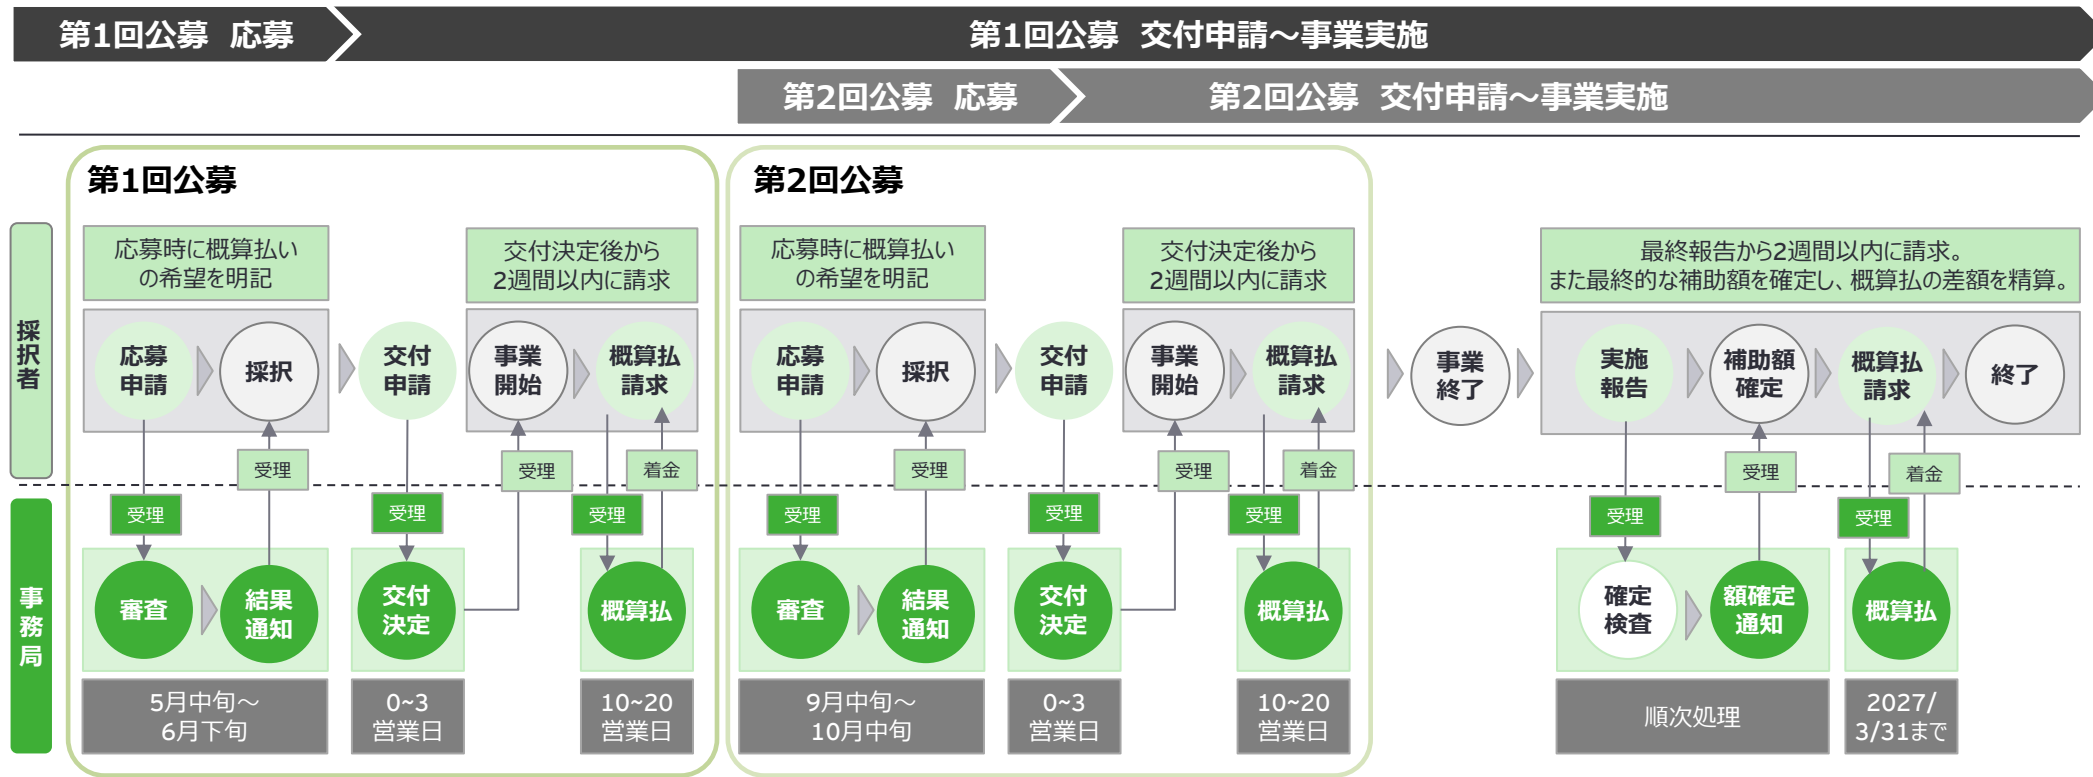 第1回公募 応募
第1回公募 交付申請～事業実施
第2回公募 応募
第2回公募 交付申請～事業実施
第1回公募
第2回公募
採択者
応募時に概算払い
の希望を明記
交付決定後から
2週間以内に請求
応募時に概算払い
の希望を明記
交付決定後から
2週間以内に請求
最終報告から2週間以内に請求。
また最終的な補助額を確定し、概算払の差額を精算。
応募
申請
採択
交付
申請
事業
開始
概算払
請求
応募
申請
採択
交付
申請
事業
開始
概算払
請求
事業
終了
実施
報告
補助額
確定
概算払
請求
終了
受理
受理
着金
受理
受理
着金
受理
着金
受理
受理
受理
受理
受理
受理
受理
受理
事務局
審査
結果
通知
交付
決定
概算払
審査
結果
通知
交付
決定
概算払
確定
検査
額確定
通知
概算払
5月中旬～
6月下旬
0~3
営業日
10~20
営業日
9月中旬～
10月中旬
0~3
営業日
10~20
営業日
順次処理
2027/
3/31まで